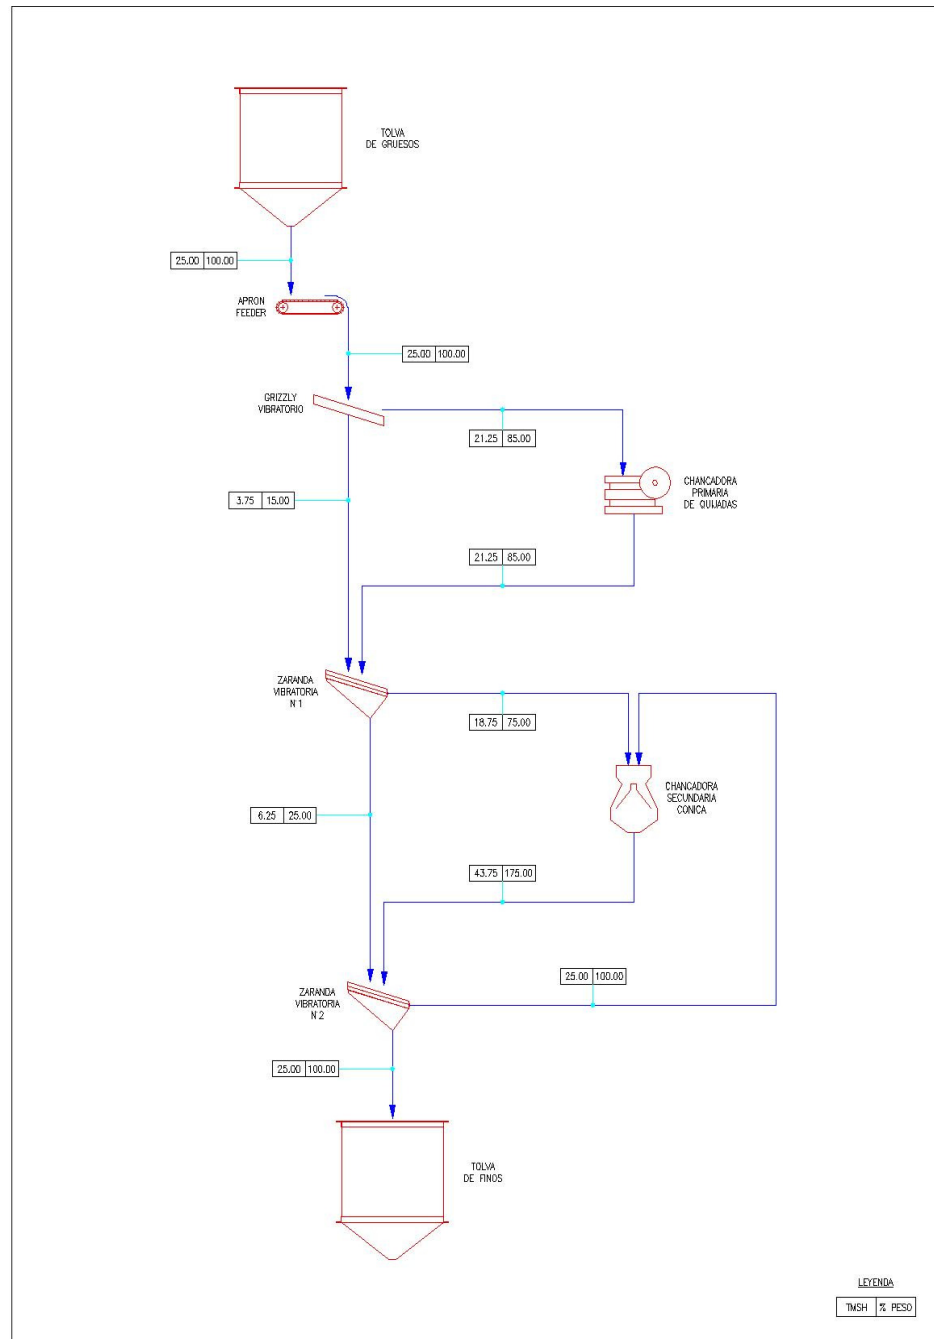 TOLVA
DE GRUESOS
25.00 100.00
APRON
FEEDER
25.00 100.00
GRIZZLY
VIBRATORIO
21.25 85.00
CHANCADORA
PRIMARIA
DE QUIJADAS
3.75 15.00
21.25 85.00
ZARANDA
VIBRATORIA
N 1
18.75 75.00
CHANCADORA
SECUNDARIA
CONICA
6.25 25.00
43.75 175.00
25.00 100.00
ZARANDA
VIBRATORIA
N 2
25.00 100.00
TOLVA
DE FINOS
LEYENDA
TMSH % PESO